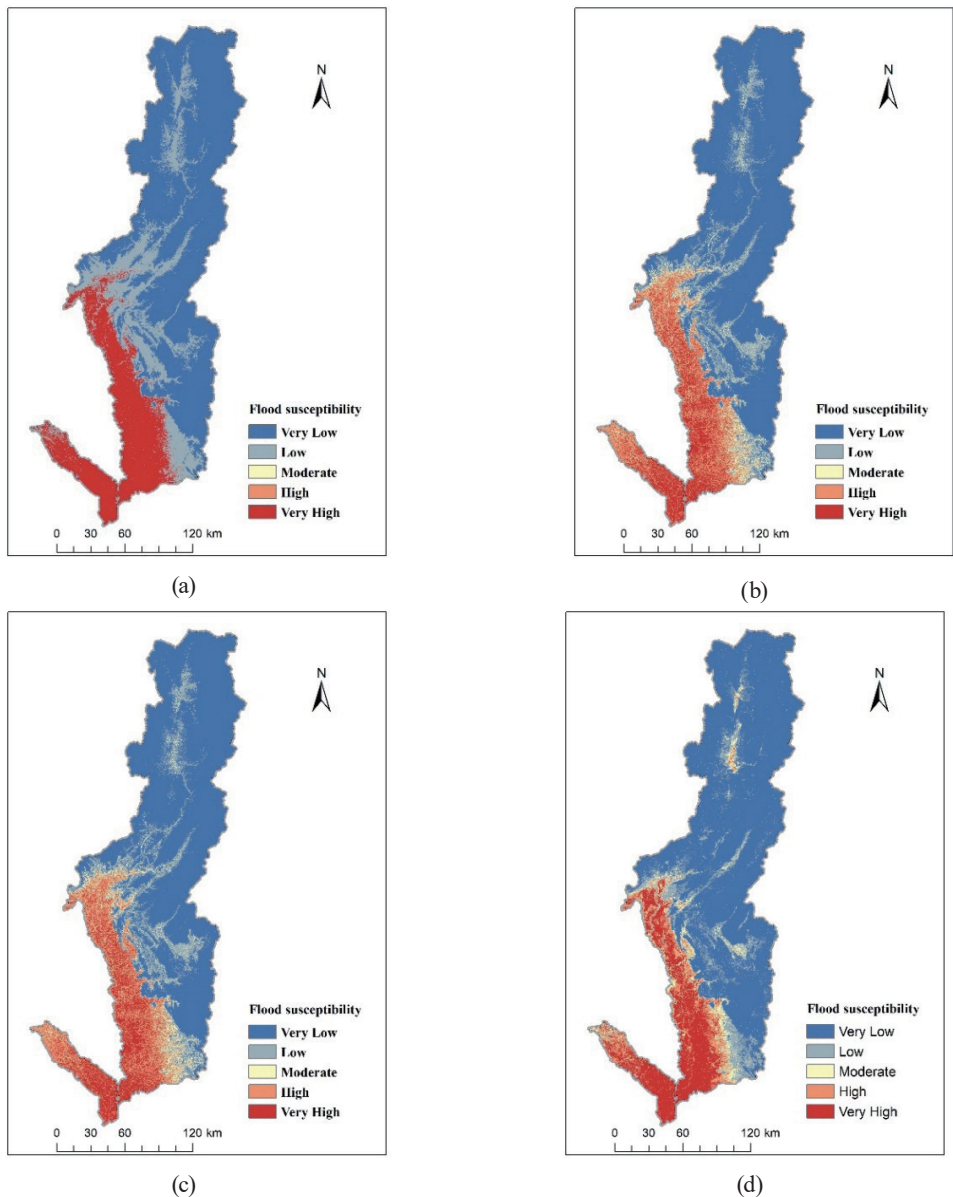 N
Flood susceptibility
Very Low
Low
Moderate
High
Very High
0 30 60 120 km
(a)
N
Flood susceptibility
Very Low
Low
Moderate
High
Very High
0 30 60 120 km
(b)
N
Flood susceptibility
Very Low
Low
Moderate
High
Very High
0 30 60 120 km
(c)
N
Flood susceptibility
Very Low
Low
Moderate
High
Very High
0 30 60 120 km
(d)